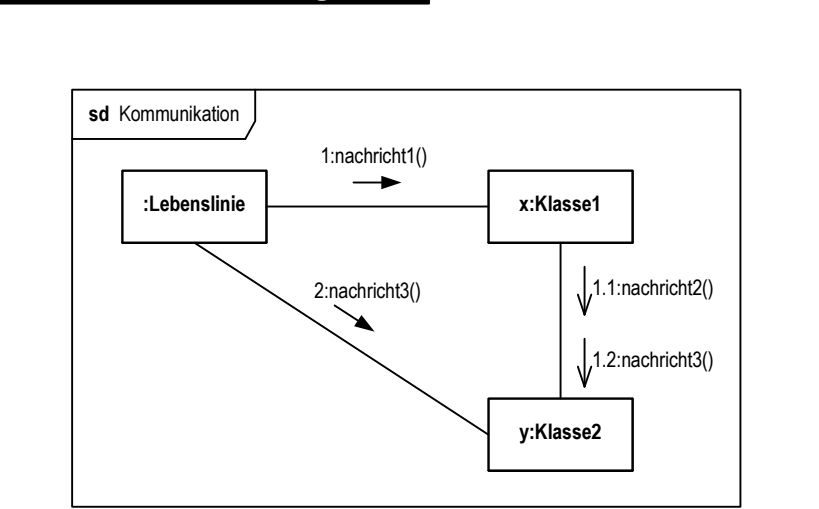 sd Kommunikation
1:nachricht1()
:Lebenslinie
x:Klasse1
2:nachricht3()
1.1:nachricht2()
1.2:nachricht3()
y:Klasse2